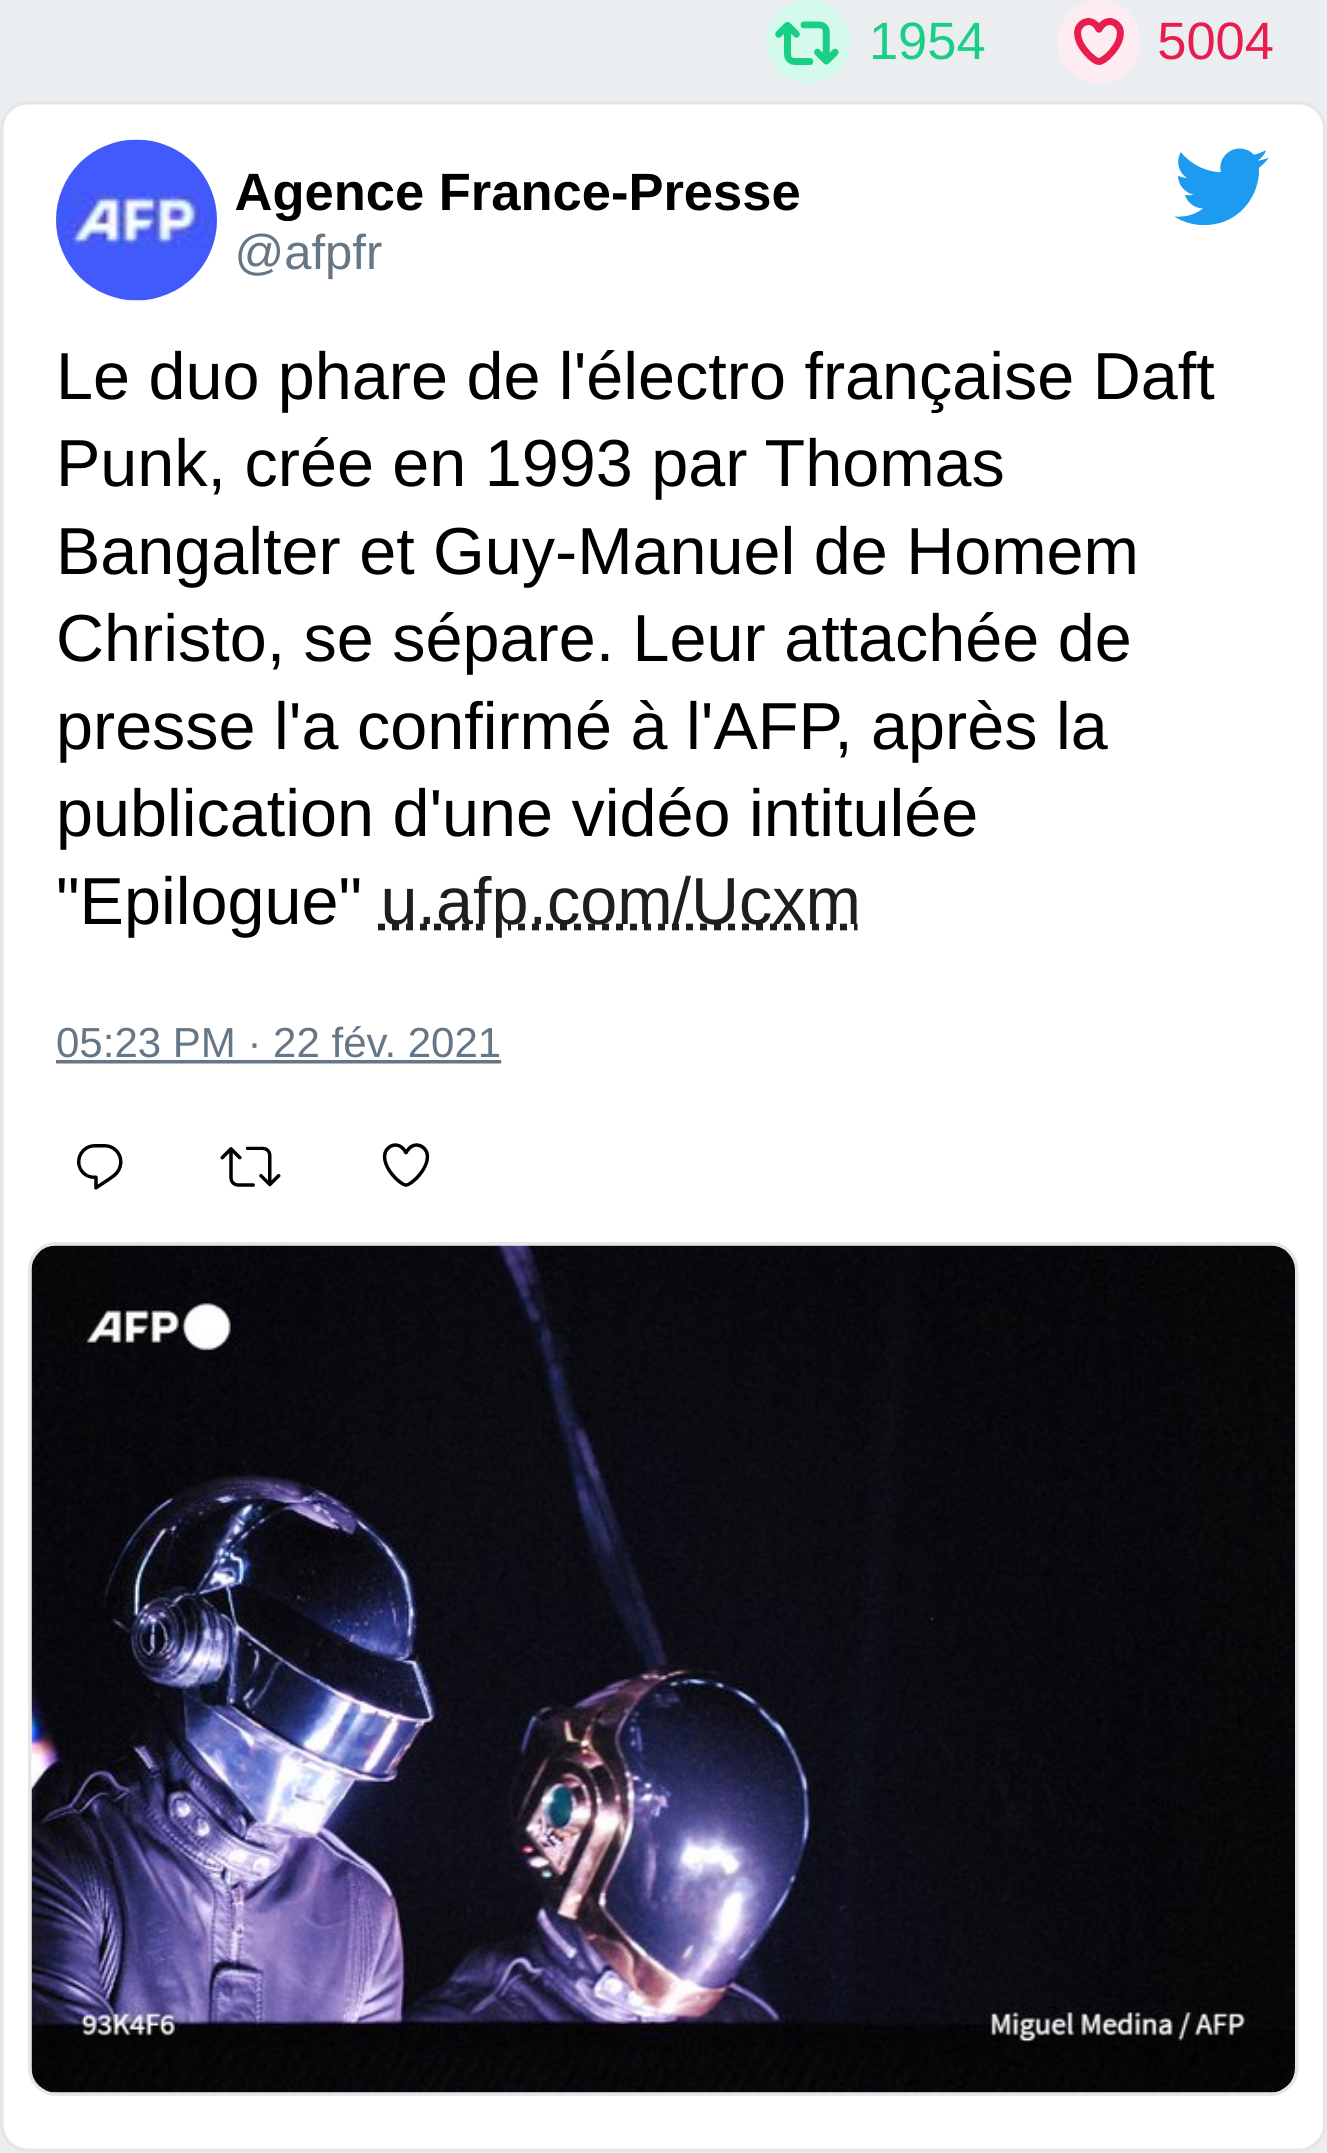 1954 5004
AFP
Agence France-Presse
@afpfr
Le duo phare de l'électro française Daft
Punk, crée en 1993 par Thomas
Bangalter et Guy-Manuel de Homem
Christo, se sépare. Leur attachée de
presse l'a confirmé à l'AFP, après la
publication d'une vidéo intitulée
"Epilogue" u.afp.com/Ucxm
05:23 PM · 22 fév. 2021
AFP
93K4F6 Miguel Medina / AFP